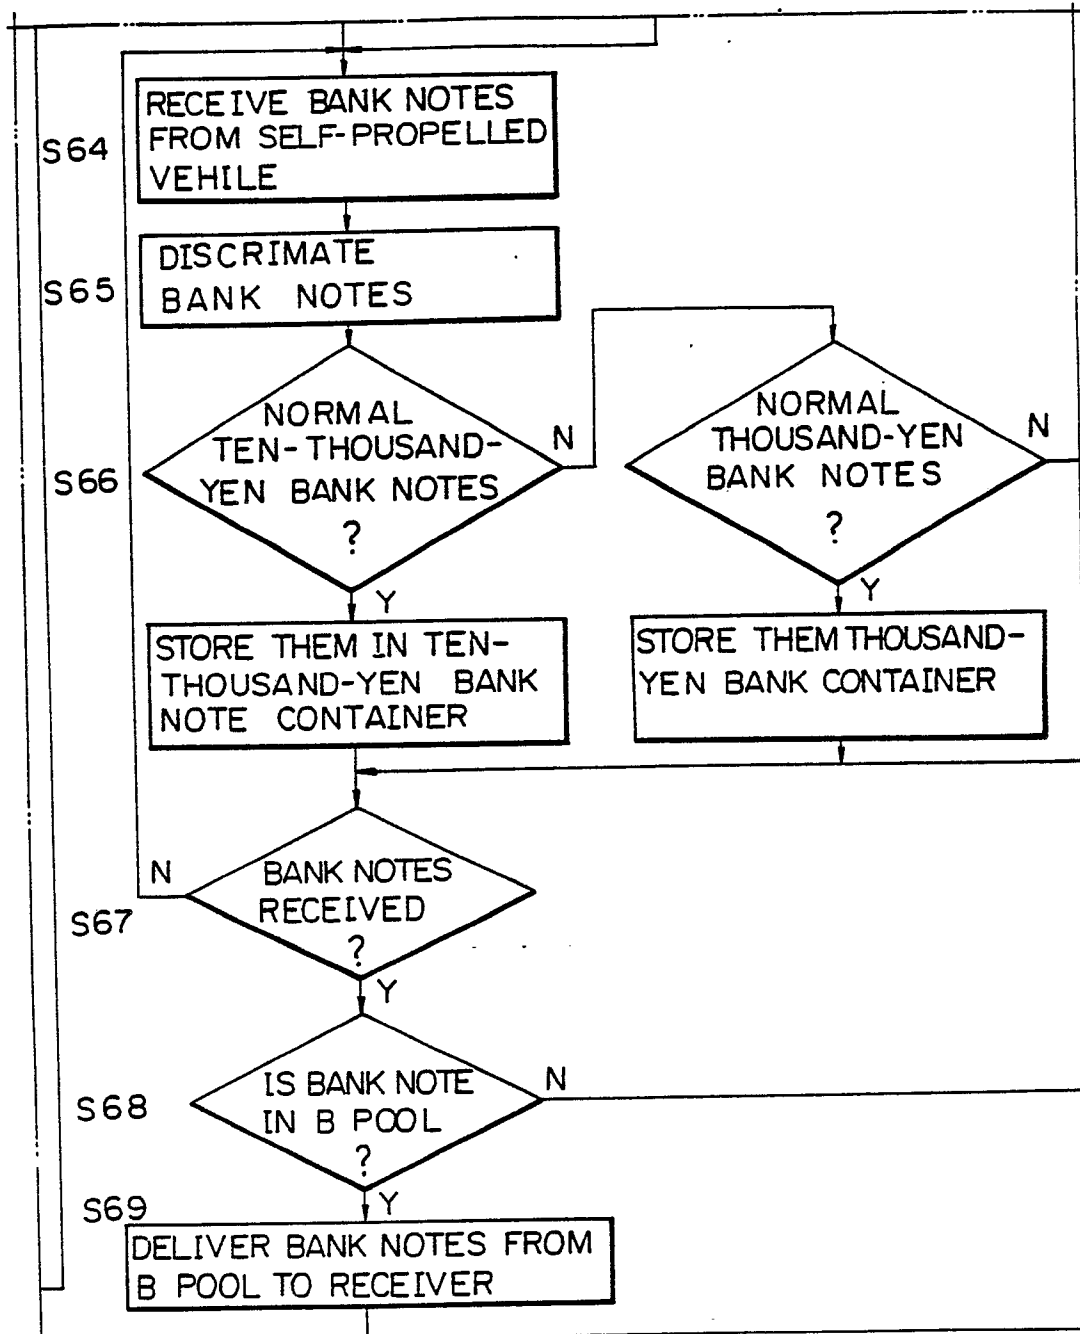 RECEIVE BANK NOTES
FROM SELF-PROPELLED
VEHILE
S64
DISCRIMATE
BANK NOTES
S65
NORMAL
TEN-THOUSAND-
YEN BANK NOTES
?
N
S66
Y
NORMAL
THOUSAND-YEN
BANK NOTES
?
N
Y
STORE THEM IN TEN-
THOUSAND-YEN BANK
NOTE CONTAINER
STORE THEM THOUSAND-
YEN BANK CONTAINER
N
BANK NOTES
RECEIVED
?
S67
Y
IS BANK NOTE
IN B POOL
?
N
S68
Y
S69
DELIVER BANK NOTES FROM
B POOL TO RECEIVER